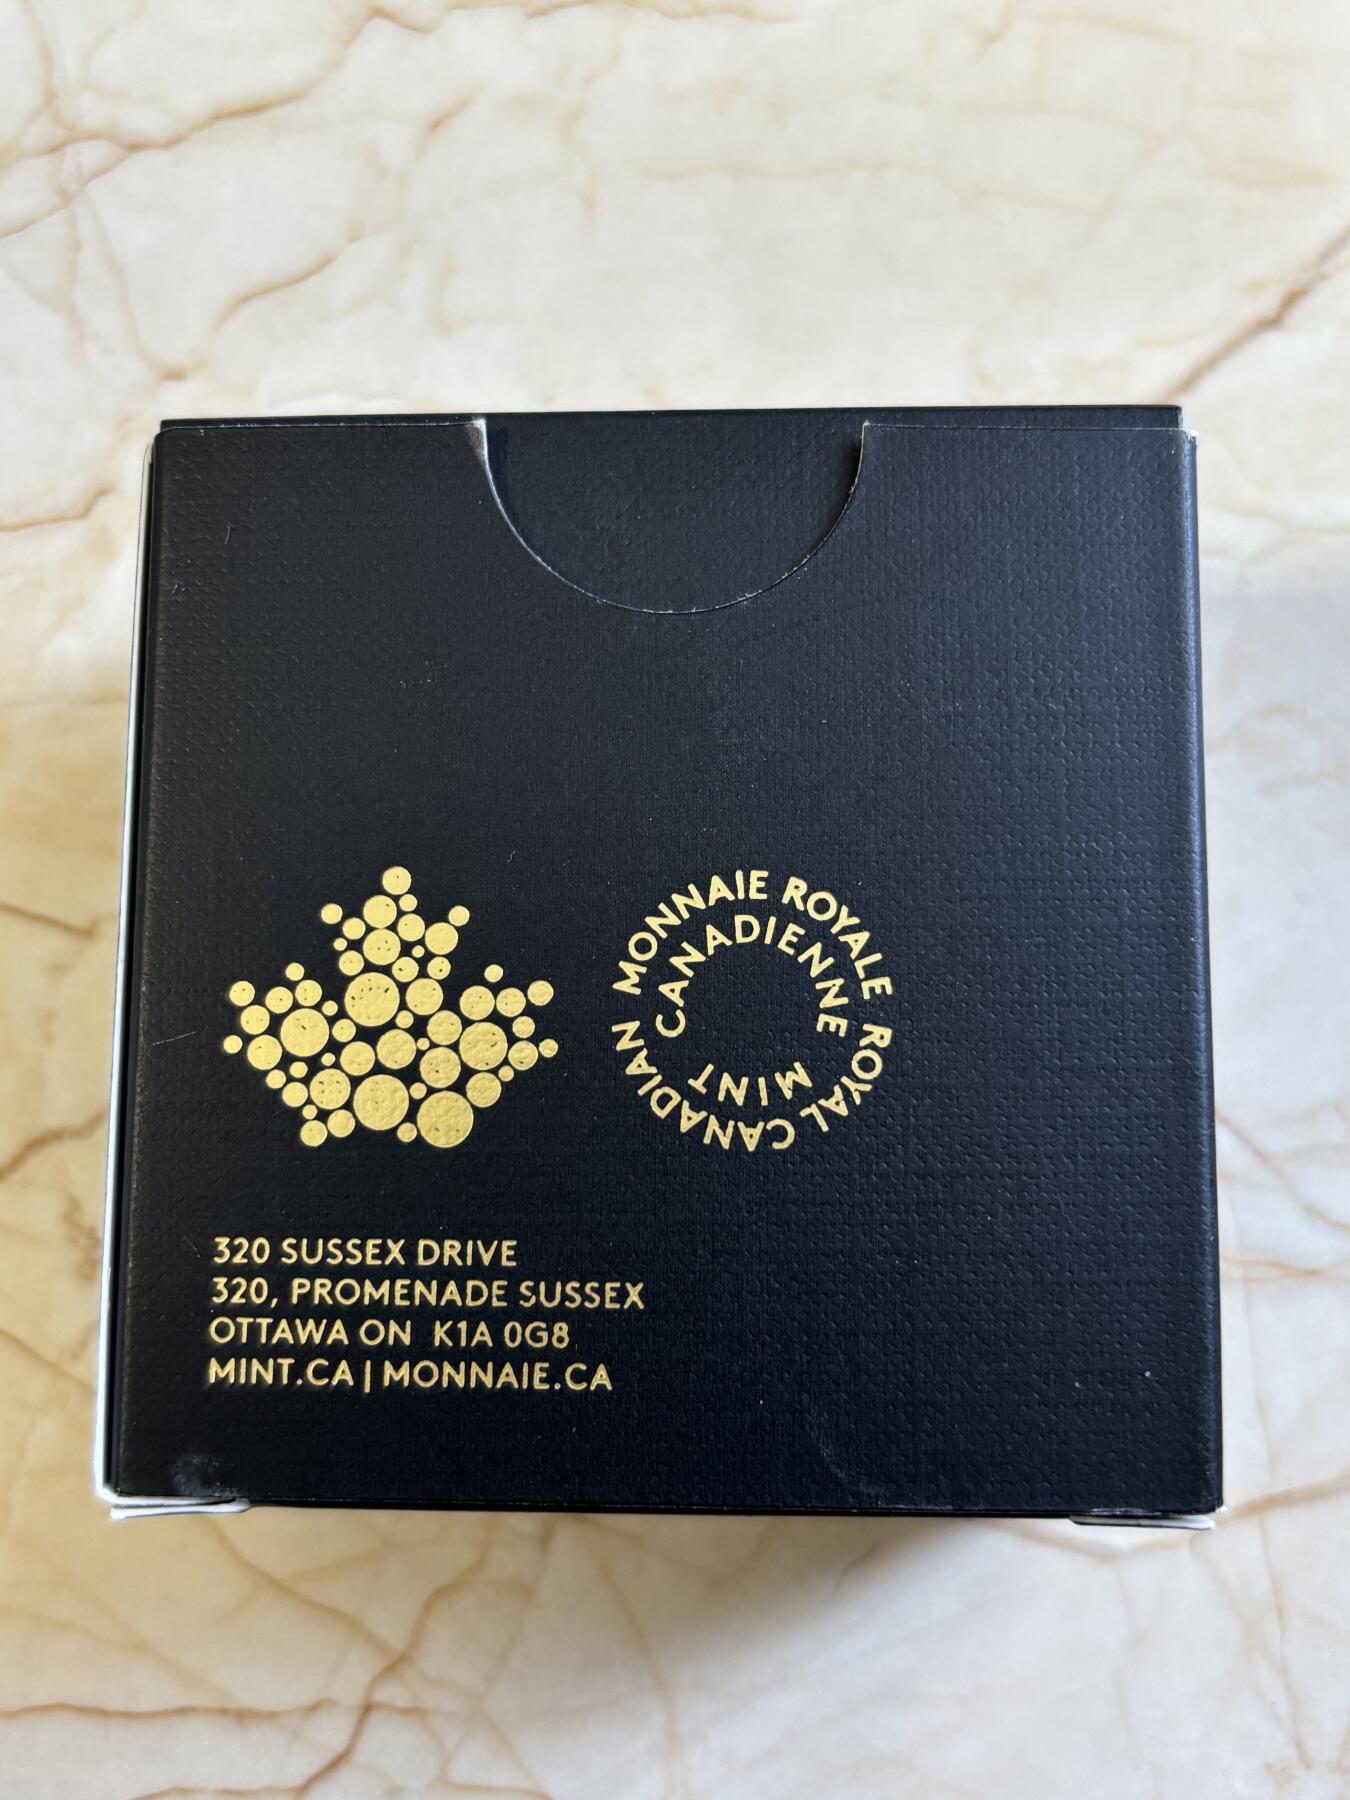 MONNAIE ROYALE
CANADIENNE
ROYAL CANADIAN
MINT
320 SUSSEX DRIVE
320, PROMENADE SUSSEX
OTTAWA ON K1A 0G8
MINT.CA | MONNAIE.CA